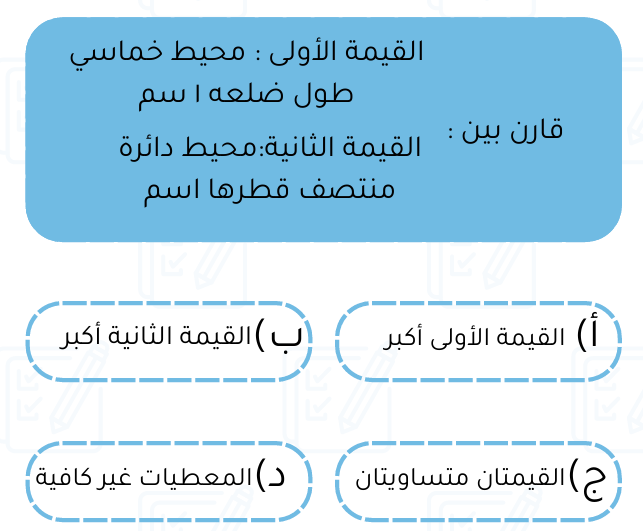 قارن بين :
القيمة الأولى : محيط خماسي
طول ضلعه ١ سم
القيمة الثانية:محيط دائرة
منتصف قطرها ١سم
أ) القيمة الأولى أكبر
ب)القيمة الثانية أكبر
ج)القيمتان متساويتان
د)المعطيات غير كافية